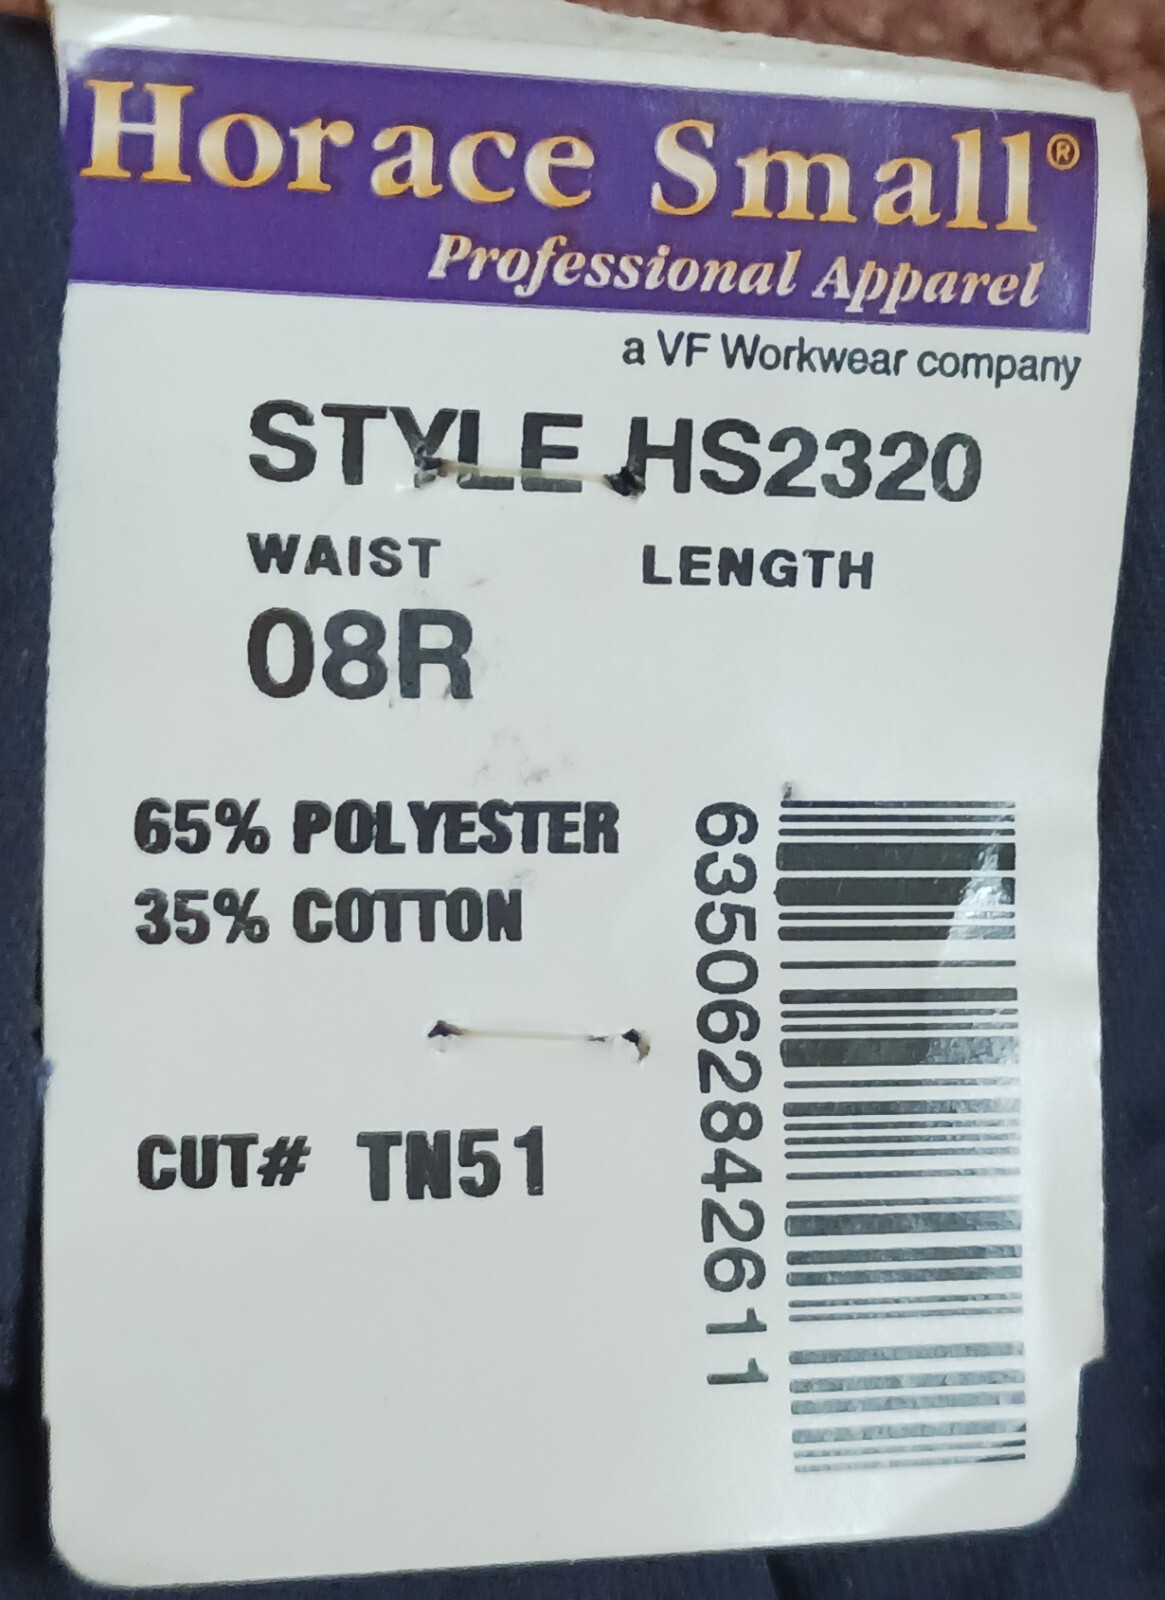 Horace Small®
Professional Apparel
a VF Workwear company
STYLE HS2320
WAIST LENGTH
08R
65% POLYESTER
35% COTTON
CUT# TN51
635062842611